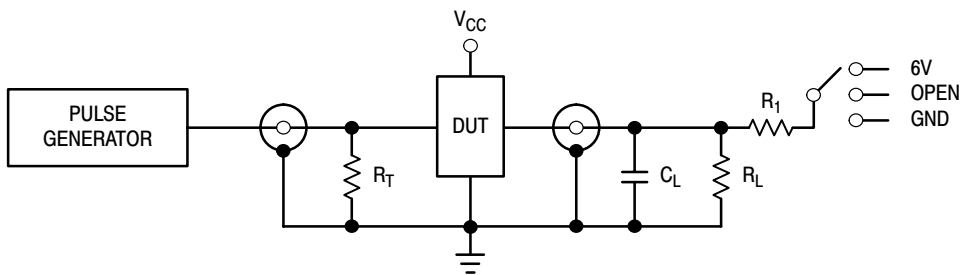 V_CC
PULSE
GENERATOR
DUT
R_T
C_L
R_L
R_1
6V
OPEN
GND